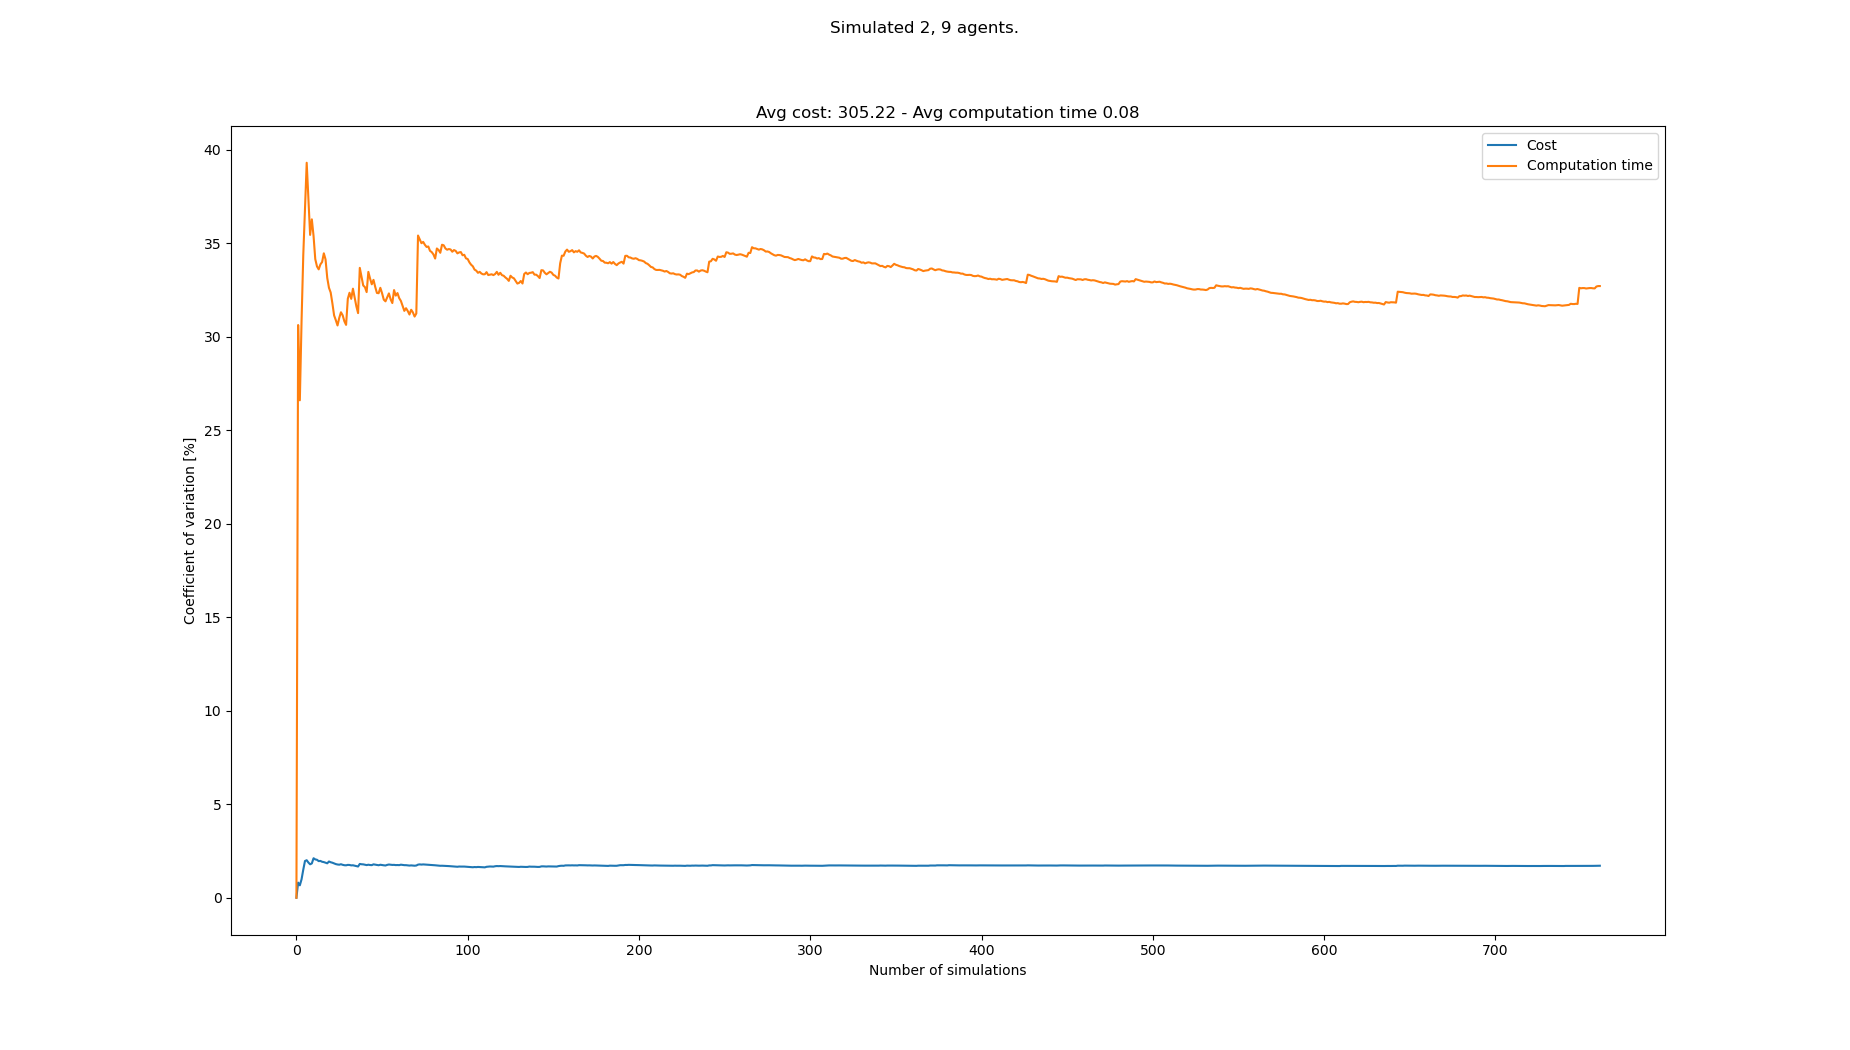 Simulated 2, 9 agents.
Avg cost: 305.22 - Avg computation time 0.08
Cost
Computation time
Coefficient of variation [%]
40
35
30
25
20
15
10
5
0
0 100 200 300 400 500 600 700
Number of simulations